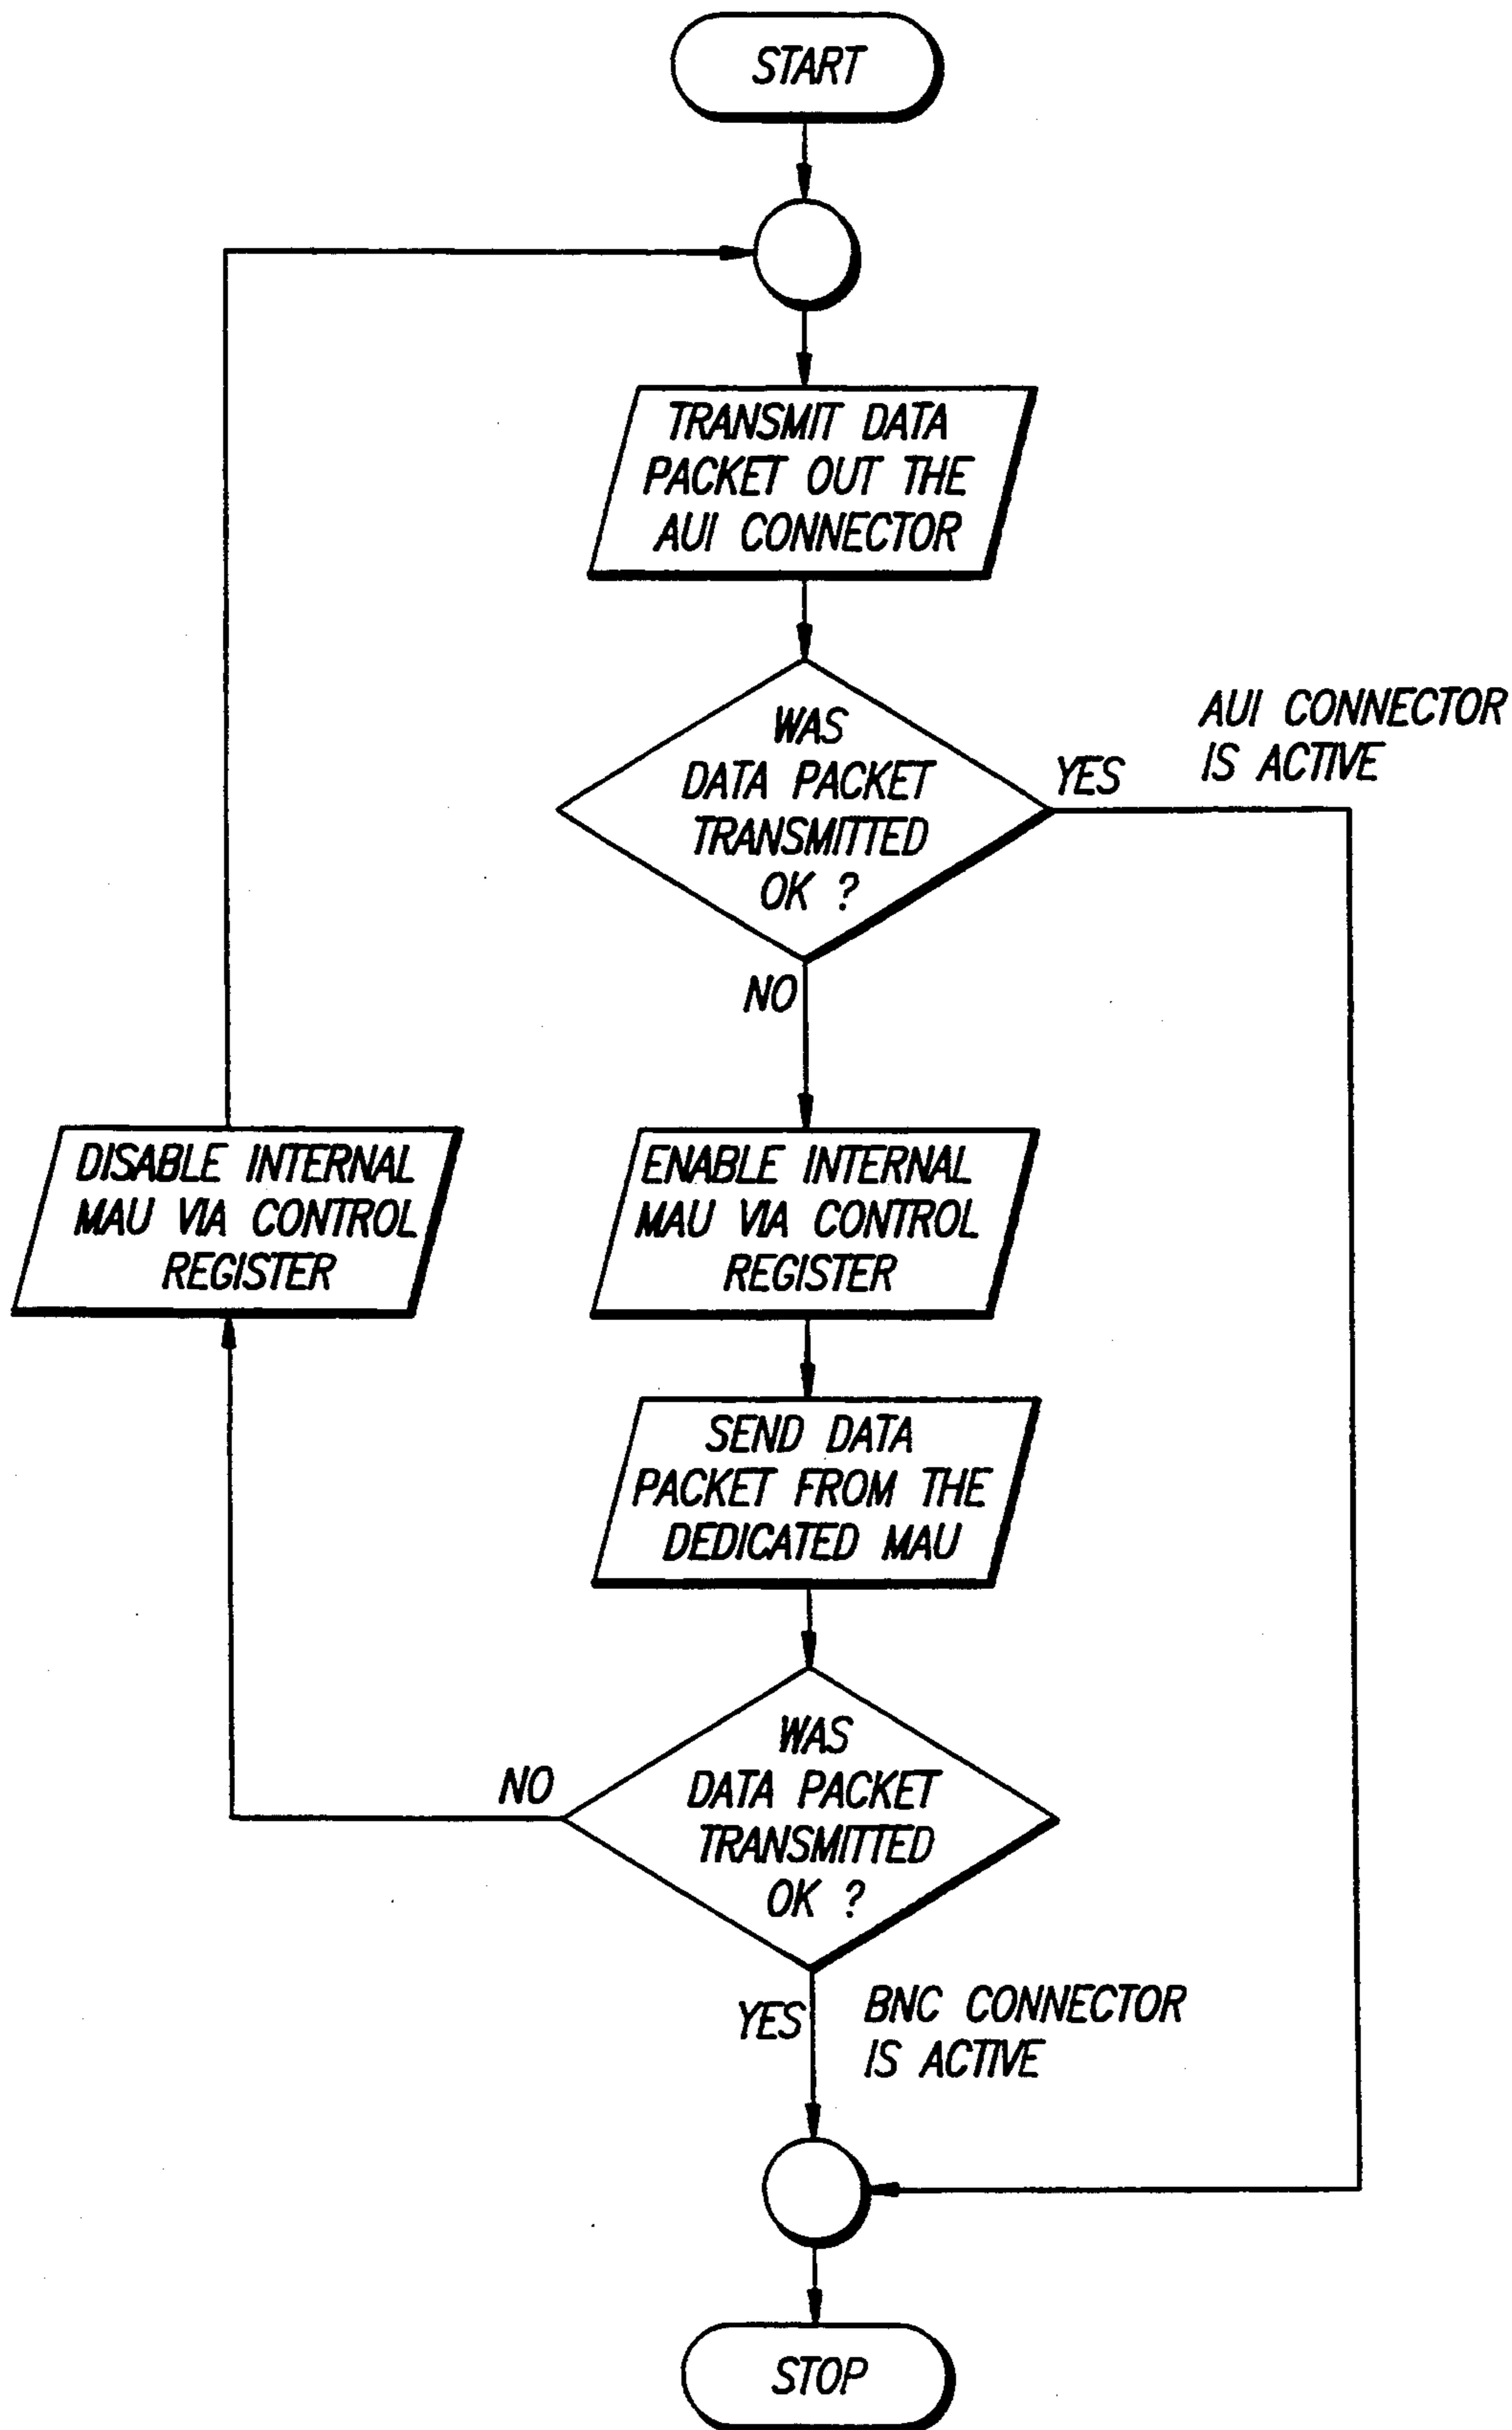 START
TRANSMIT DATA
PACKET OUT THE
AUI CONNECTOR
WAS
DATA PACKET
TRANSMITTED
OK ?
YES
AUI CONNECTOR
IS ACTIVE
NO
DISABLE INTERNAL
MAU VIA CONTROL
REGISTER
ENABLE INTERNAL
MAU VIA CONTROL
REGISTER
SEND DATA
PACKET FROM THE
DEDICATED MAU
WAS
DATA PACKET
TRANSMITTED
OK ?
NO
YES
BNC CONNECTOR
IS ACTIVE
STOP